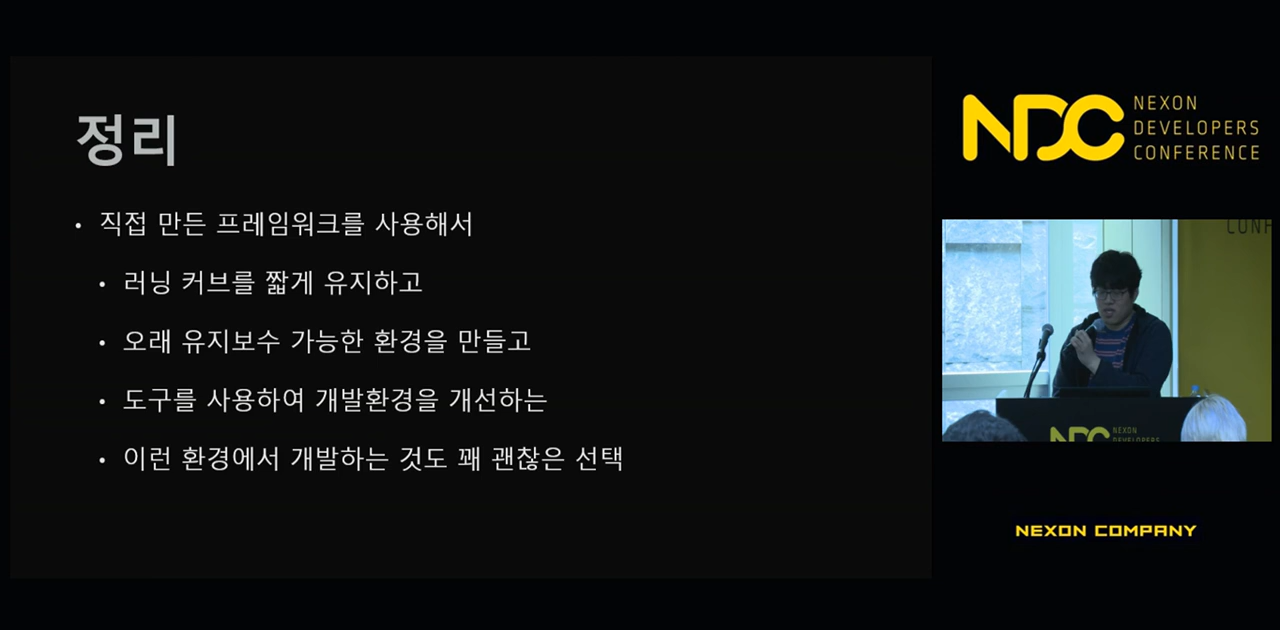 정리
• 직접 만든 프레임워크를 사용해서
• 러닝 커브를 짧게 유지하고
• 오래 유지보수 가능한 환경을 만들고
• 도구를 사용하여 개발환경을 개선하는
• 이런 환경에서 개발하는 것도 꽤 괜찮은 선택
NDC
NEXON
DEVELOPERS
CONFERENCE
CONF
NDC
NEXON
DEVELOPERS
NEXON COMPANY